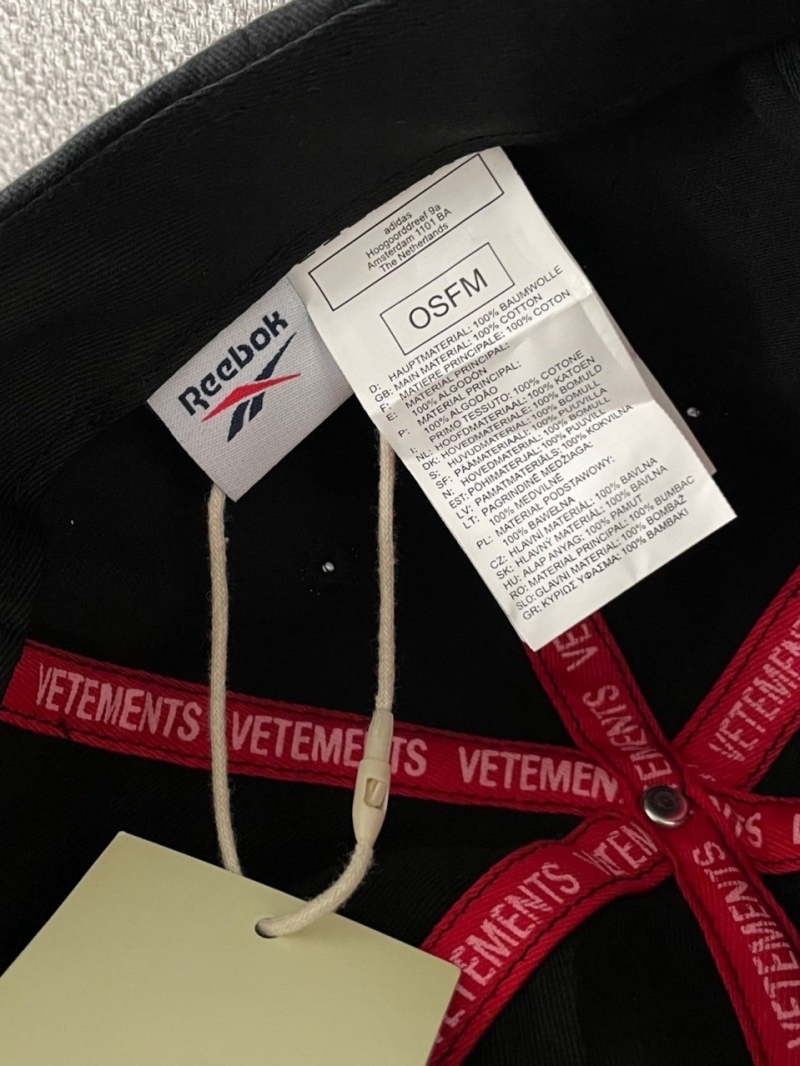 adidas
Hoogoorddreef 9a
Amsterdam 1101 BA
The Netherlands
OSFM
D: HAUPTMATERIAL: 100% BAUMWOLLE
GB: MAIN MATERIAL: 100% COTTON
F: MATIERE PRINCIPALE: 100% COTON
E: MATERIAL PRINCIPAL:
100% ALGODÓN
P: MATERIAL PRINCIPAL:
100% ALGODÃO
I: PRIMO TESSUTO: 100% COTONE
NL: HOOFDMATERIAAL: 100% KATOEN
DK: HOVEDMATERIALE: 100% BOMULD
S: HUVUDMATERIAL: 100% BOMULL
SF: PÄÄMATERIAALI: 100% PUUVILLA
N: HOVEDMATERIALE: 100% BOMULL
EST: PÕHIMATERJAL: 100% PUUVILL
LV: PAMATMATERIĀLS: 100% KOKVILNA
LT: PAGRINDINĖ MEDŽIAGA:
100% MEDVILNĖ
PL: MATERIAŁ PODSTAWOWY:
100% BAWEŁNA
CZ: HLAVNÍ MATERIÁL: 100% BAVLNA
SK: HLAVNÝ MATERIÁL: 100% BAVLNA
HU: ALAP ANYAG: 100% PAMUT
RO: MATERIAL PRINCIPAL: 100% BUMBAC
SLO: GLAVNI MATERIAL: 100% BOMBAŽ
GR: ΚΥΡΙΩΣ ΥΦΑΣΜΑ: 100% ΒΑΜΒΑΚΙ
Reebok
VETEMENTS VETEMENTS VETEMEN
VE
EMENTS
VETEMEN
TEMENTS
VETEMENTS